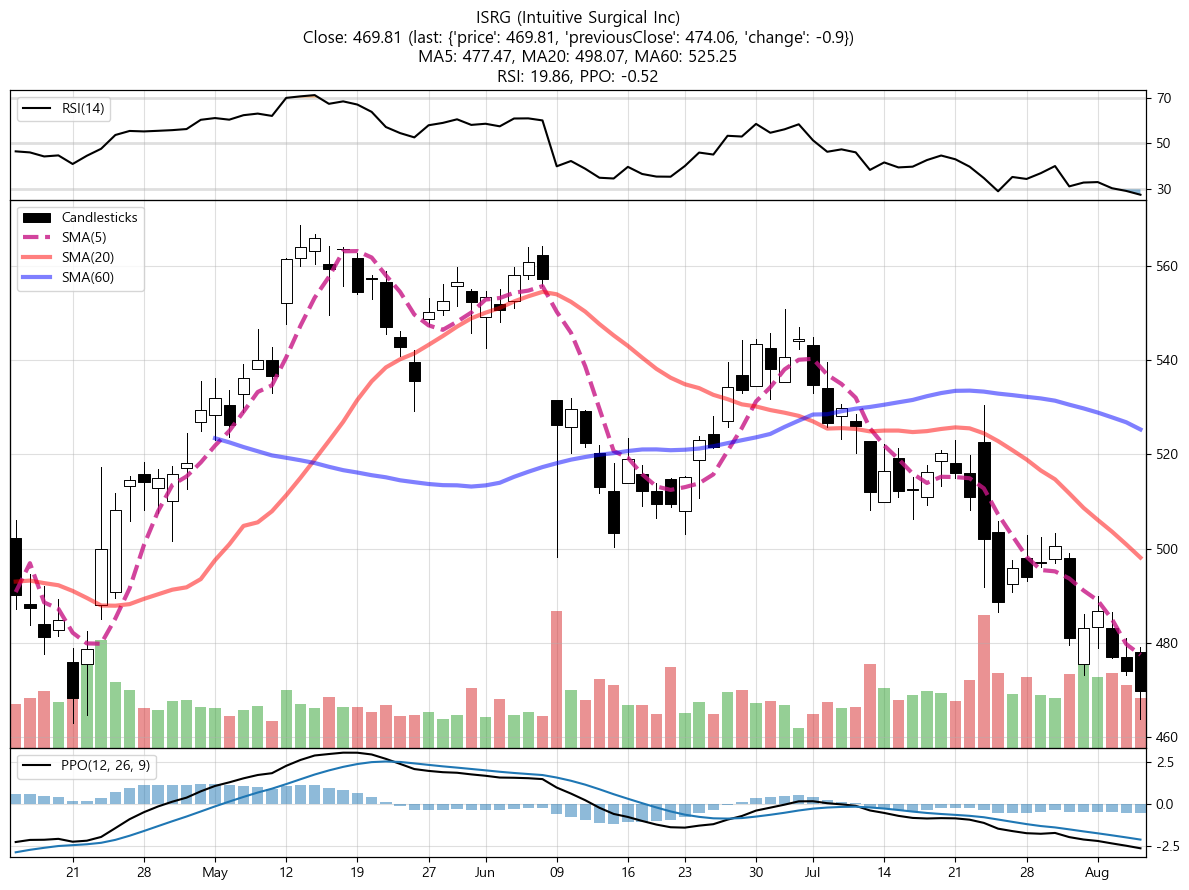 ISRG (Intuitive Surgical Inc)
Close: 469.81 (last: {'price': 469.81, 'previousClose': 474.06, 'change': -0.9})
MA5: 477.47, MA20: 498.07, MA60: 525.25
RSI: 19.86, PPO: -0.52
RSI(14)
70
50
30
Candlesticks
SMA(5)
SMA(20)
SMA(60)
560
540
520
500
480
460
PPO(12, 26, 9)
2.5
0.0
-2.5
21 28 May 12 19 27 Jun 09 16 23 30 Jul 14 21 28 Aug